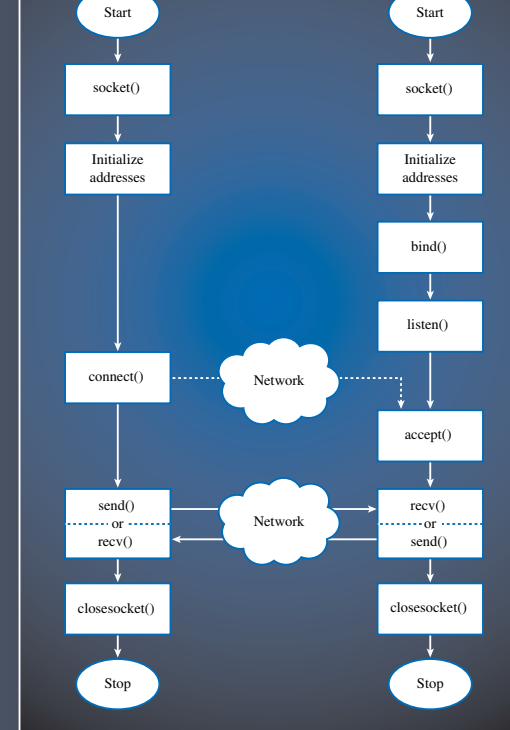 Start
socket()
Initialize
addresses
connect()
send()
or
recv()
closesocket()
Stop
Network
Network
Start
socket()
Initialize
addresses
bind()
listen()
accept()
recv()
or
send()
closesocket()
Stop